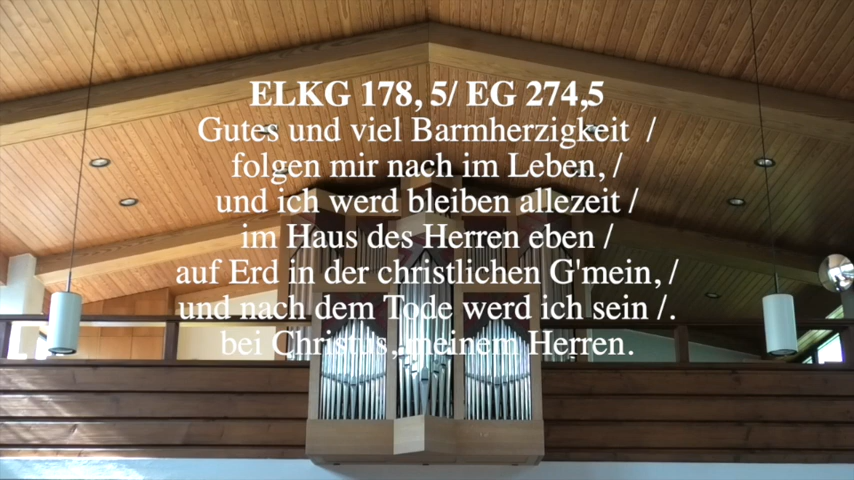 ELKG 178, 5/ EG 274,5
Gutes und viel Barmherzigkeit /
folgen mir nach im Leben, /
und ich werd bleiben allezeit /
im Haus des Herren eben /
auf Erd in der christlichen G'mein, /
und nach dem Tode werd ich sein /.
bei Christus, meinem Herren.